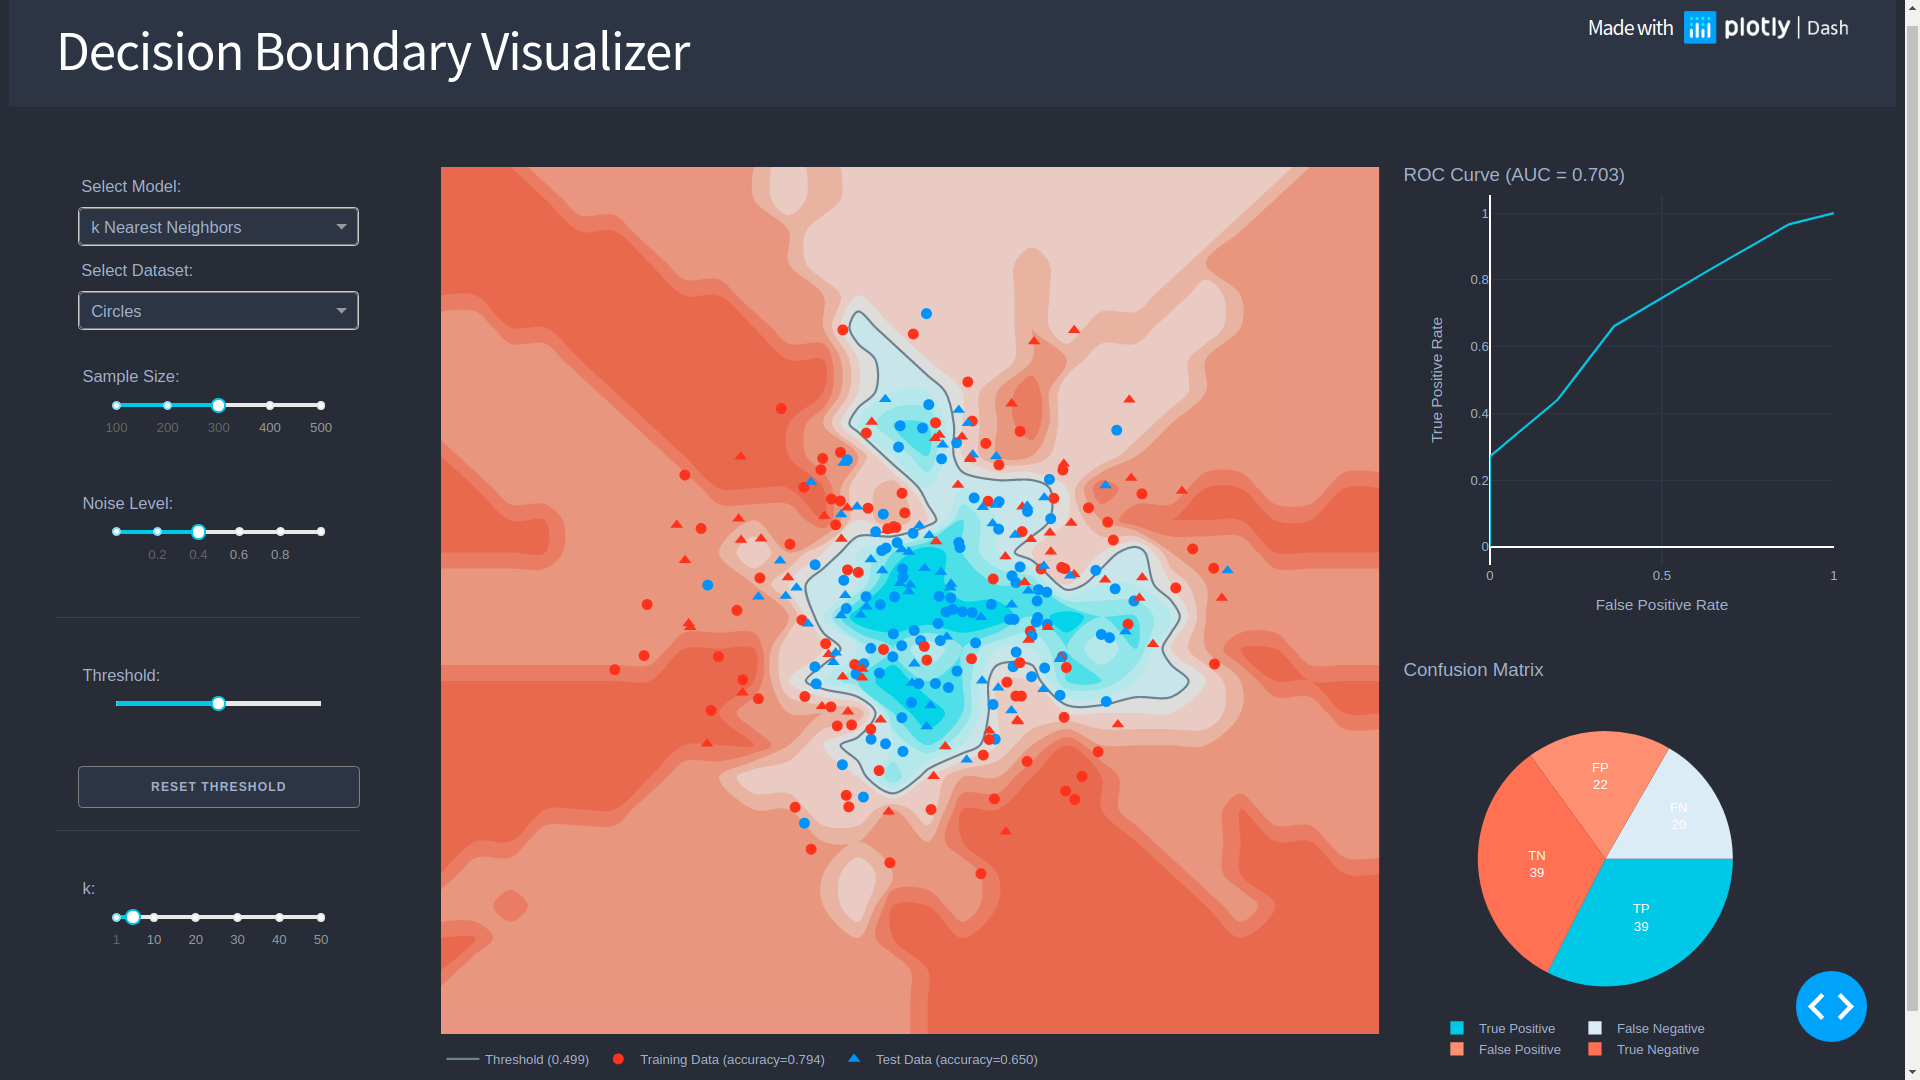 Decision Boundary Visualizer
Made with plotly | Dash
Select Model:
k Nearest Neighbors
Select Dataset:
Circles
Sample Size:
100 200 300 400 500
Noise Level:
0.2 0.4 0.6 0.8
Threshold:
RESET THRESHOLD
k:
1 10 20 30 40 50
Threshold (0.499) Training Data (accuracy=0.794) Test Data (accuracy=0.650)
ROC Curve (AUC = 0.703)
True Positive Rate
1
0.8
0.6
0.4
0.2
0
0 0.5 1
False Positive Rate
Confusion Matrix
FP
22
FN
20
TN
39
TP
39
True Positive False Negative
False Positive True Negative